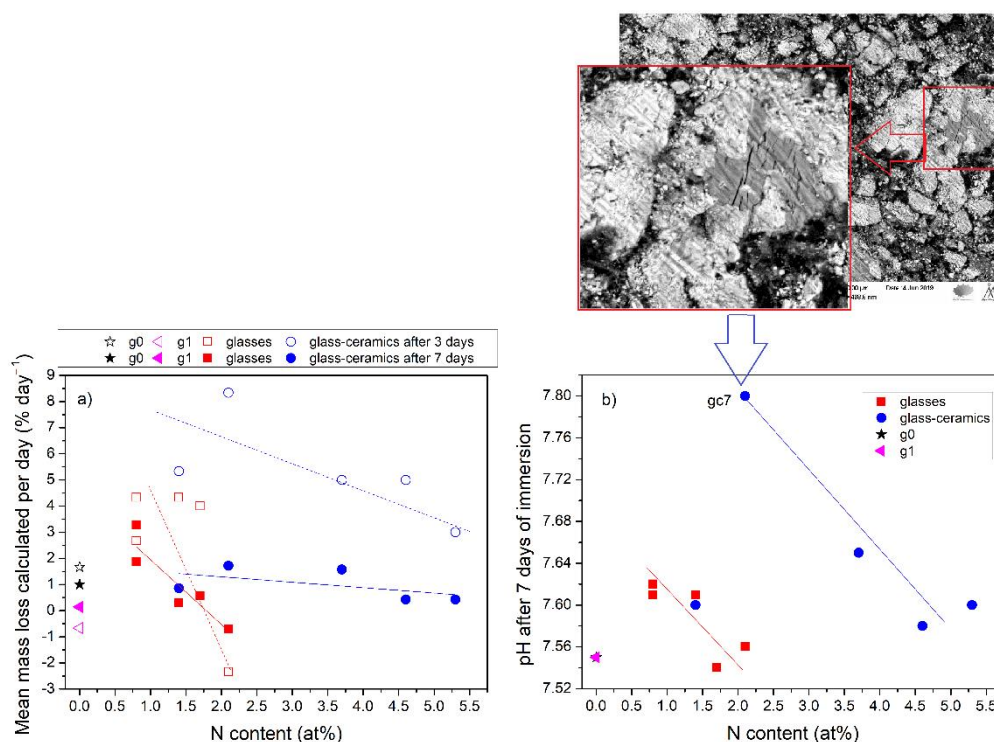 Date :4 Jun 2019
g0 g1 glasses glass-ceramics after 3 days
g0 g1 glasses glass-ceramics after 7 days
Mean mass loss calculated per day (% day⁻¹)
9
8
7
6
5
4
3
2
1
0
-1
-2
-3
a)
0.0 0.5 1.0 1.5 2.0 2.5 3.0 3.5 4.0 4.5 5.0 5.5
N content (at%)
pH after 7 days of immersion
7.80
7.76
7.72
7.68
7.64
7.60
7.56
7.52
gc7
b)
glasses
glass-ceramics
g0
g1
0.0 0.5 1.0 1.5 2.0 2.5 3.0 3.5 4.0 4.5 5.0 5.5
N content (at%)